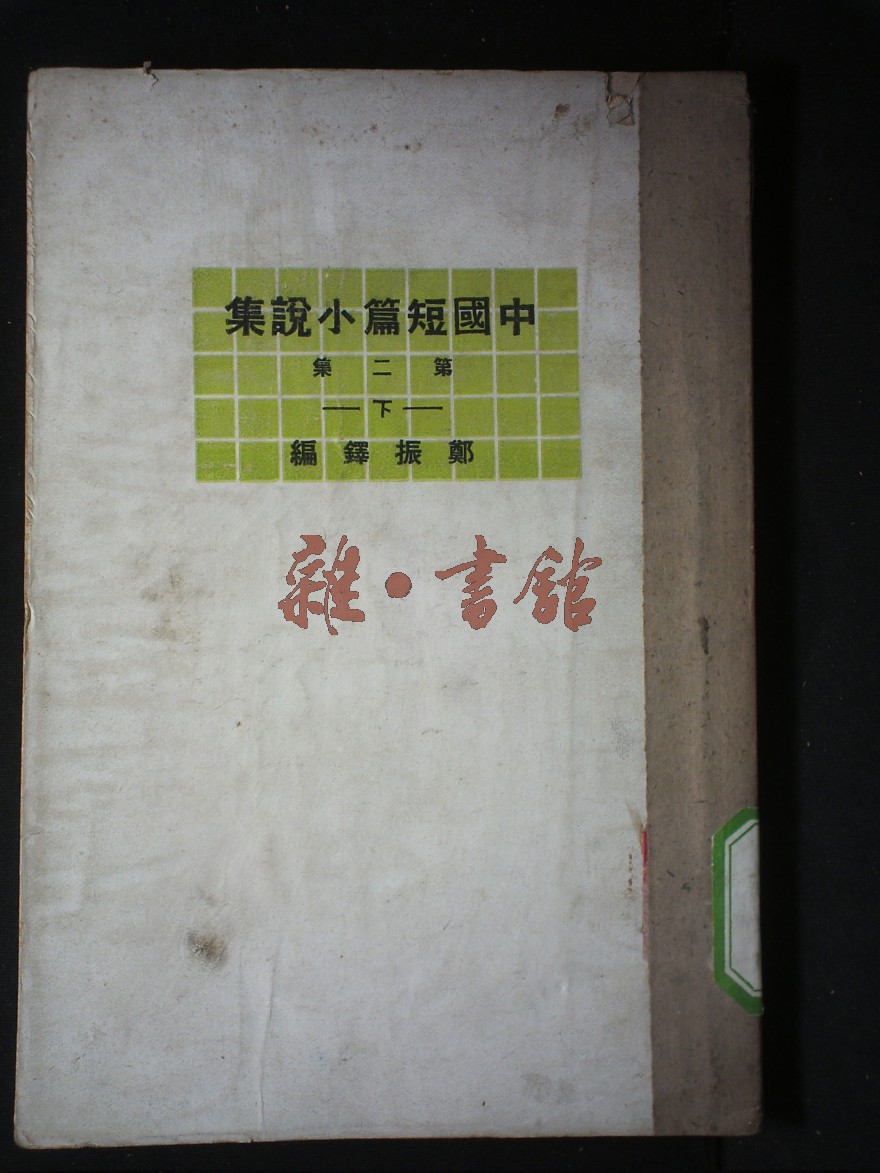 中國短篇小說集
第二集
—下—
鄭振鐸編
雜•書館